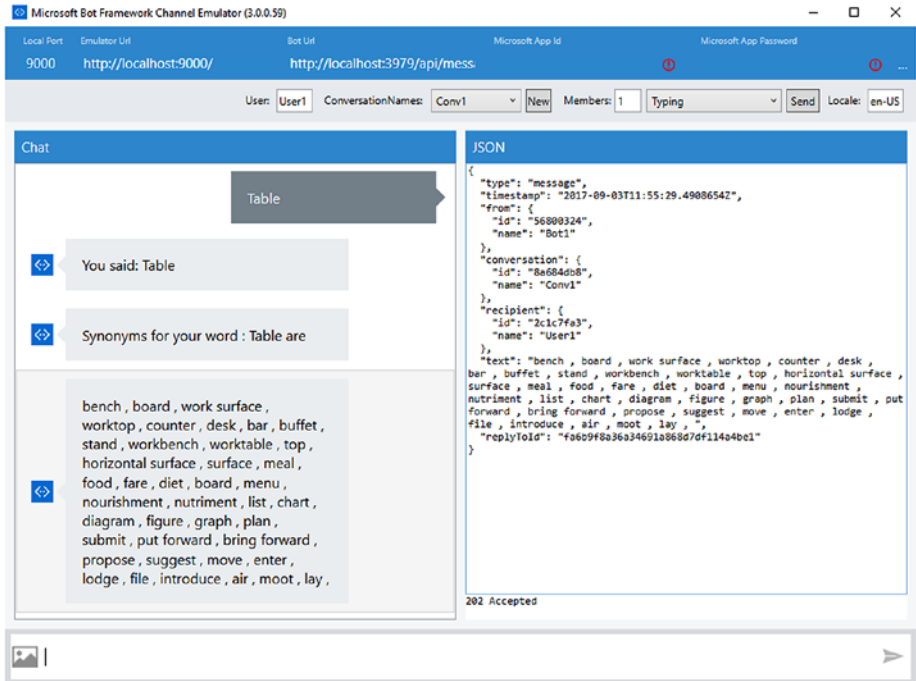 Microsoft Bot Framework Channel Emulator (3.0.0.59)
Local Port Emulator Url Bot Url Microsoft App Id Microsoft App Password
9000 http://localhost:9000/ http://localhost:3979/api/mess ...
User: User1 ConversationNames: Conv1 New Members: 1 Typing Send Locale: en-US
Chat
Table
You said: Table
Synonyms for your word : Table are
bench , board , work surface ,
worktop , counter , desk , bar , buffet ,
stand , workbench , worktable , top ,
horizontal surface , surface , meal ,
food , fare , diet , board , menu ,
nourishment , nutriment , list , chart ,
diagram , figure , graph , plan ,
submit , put forward , bring forward ,
propose , suggest , move , enter ,
lodge , file , introduce , air , moot , lay ,
JSON
{
"type": "message",
"timestamp": "2017-09-03T11:55:29.4908654Z",
"from": {
"id": "56800324",
"name": "Bot1"
},
"conversation": {
"id": "8a684db8",
"name": "Conv1"
},
"recipient": {
"id": "2c1c7fa3",
"name": "User1"
},
"text": "bench , board , work surface , worktop , counter , desk ,
bar , buffet , stand , workbench , worktable , top , horizontal surface ,
surface , meal , food , fare , diet , board , menu , nourishment ,
nutriment , list , chart , diagram , figure , graph , plan , submit , put
forward , bring forward , propose , suggest , move , enter , lodge ,
file , introduce , air , moot , lay , ",
"replyToId": "fa6b9f8a36a34691a868d7df114a4be1"
}
202 Accepted